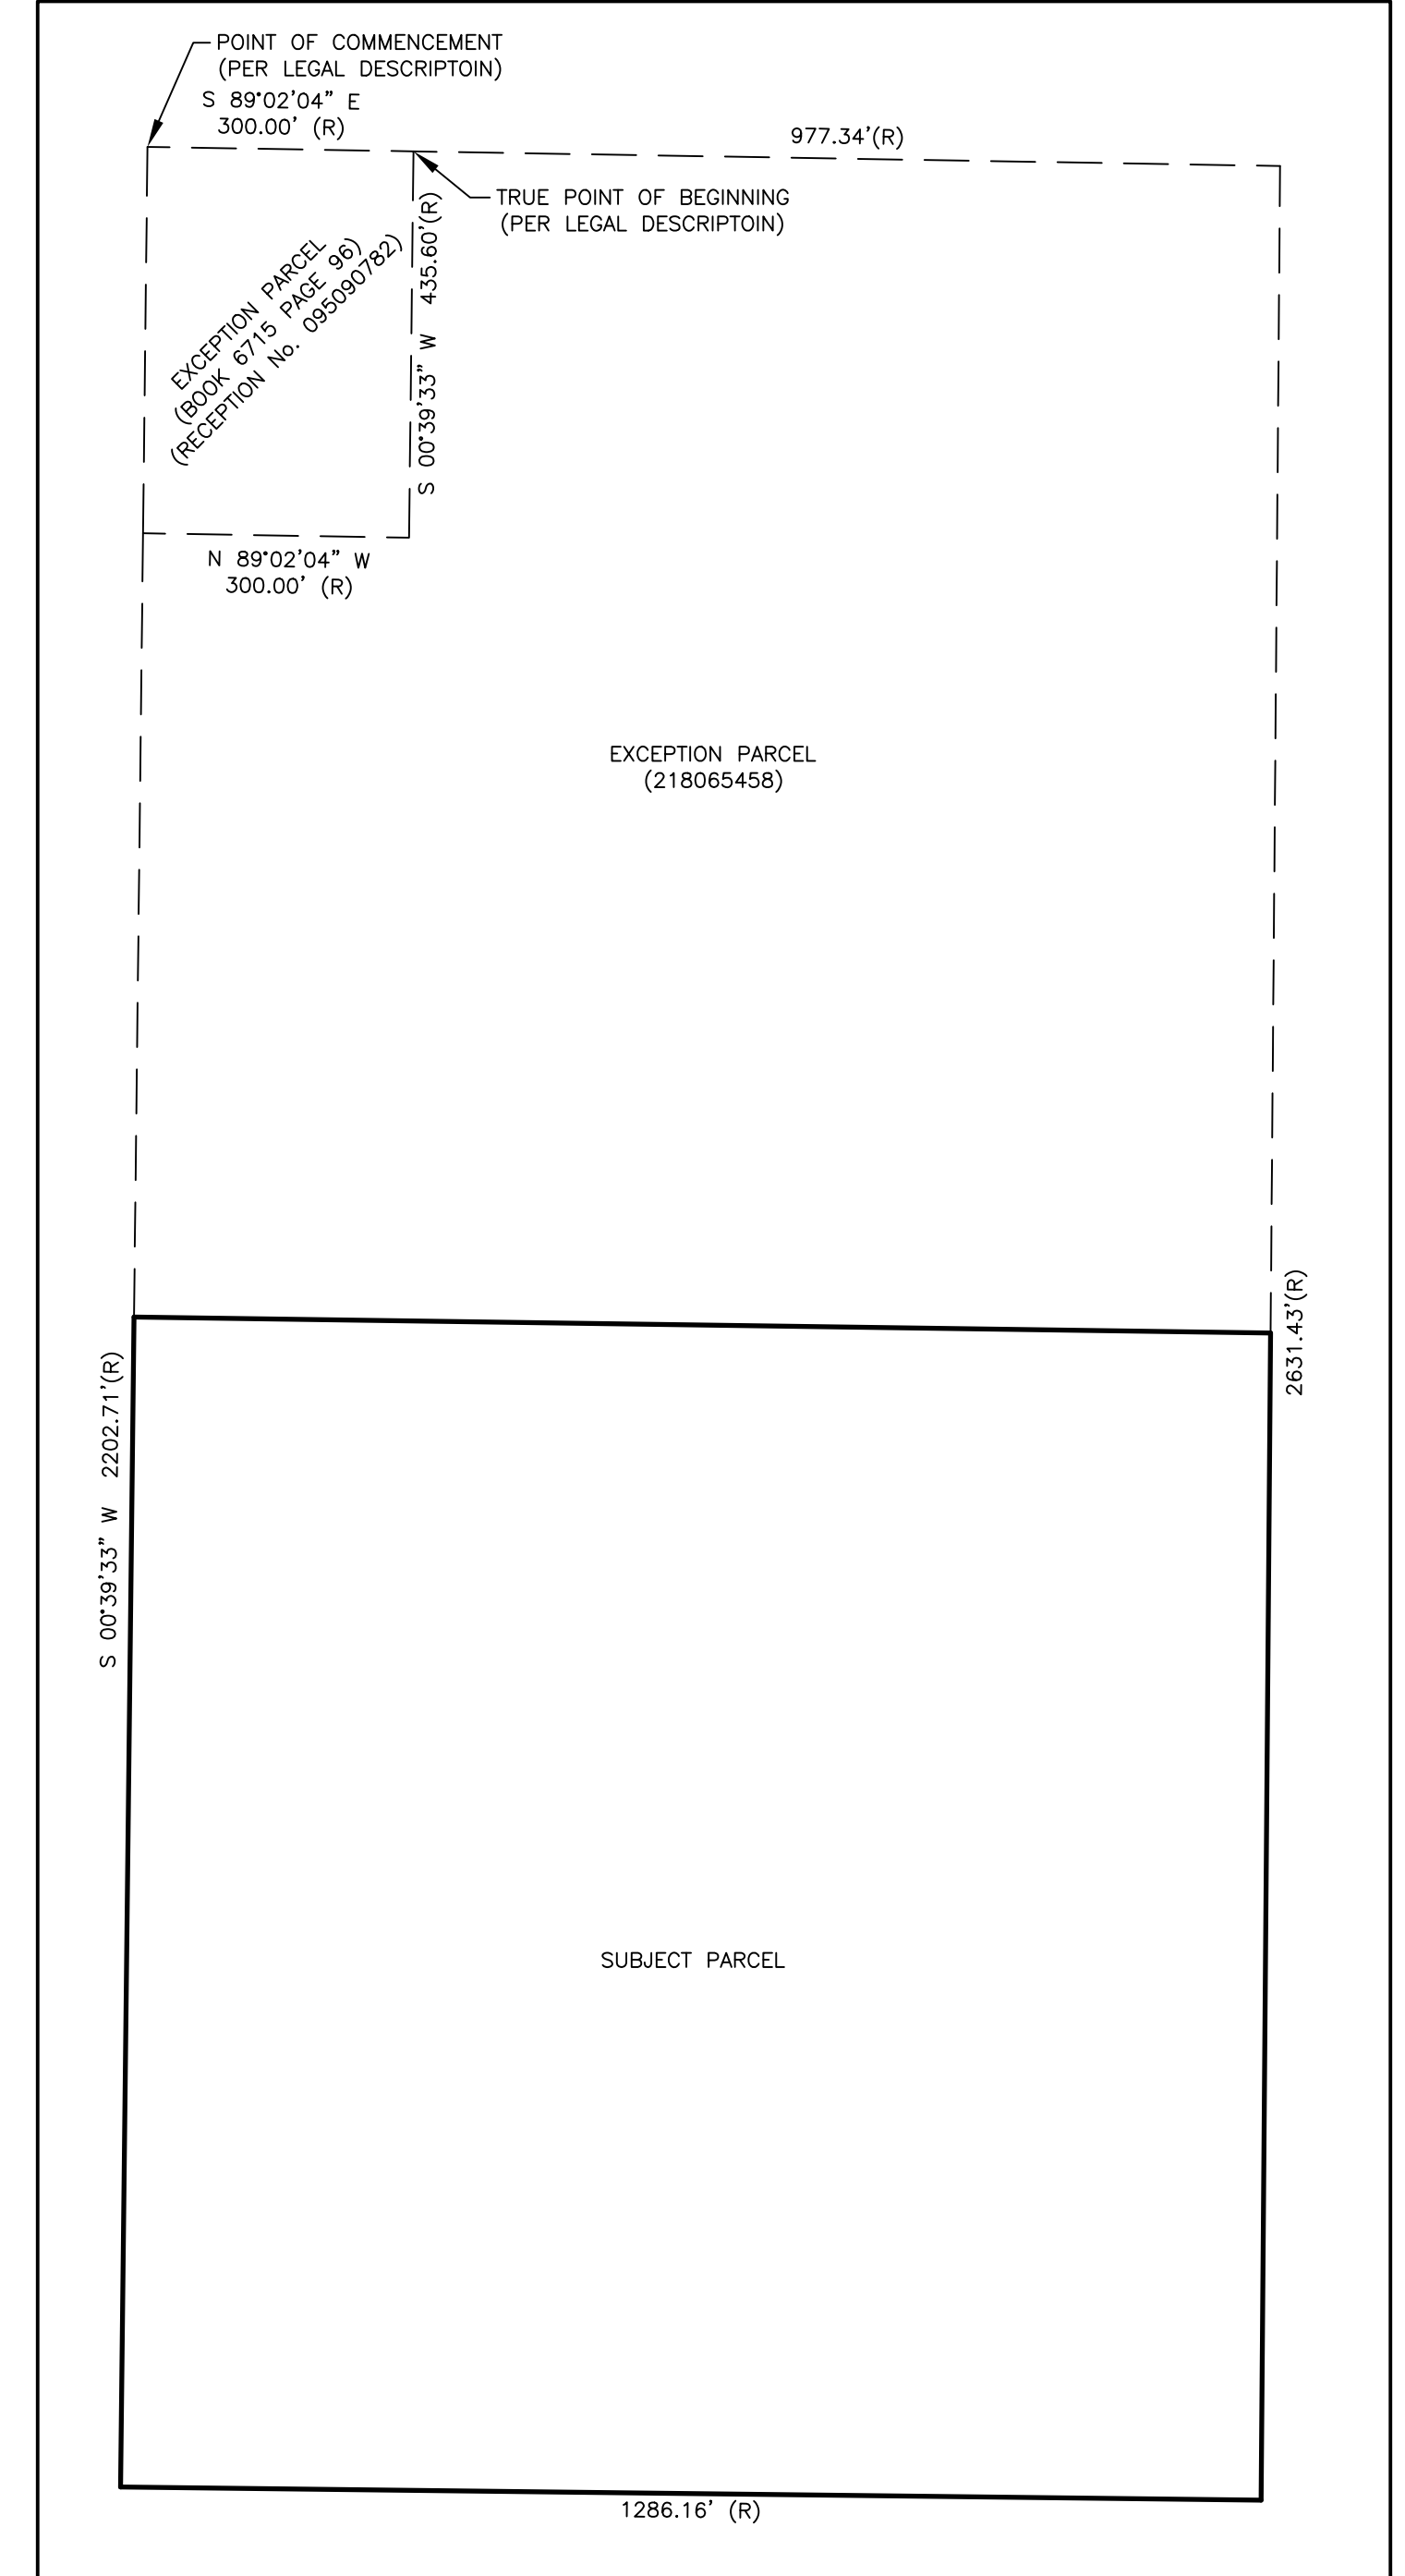 POINT OF COMMENCEMENT
(PER LEGAL DESCRIPTOIN)
S 89°02'04" E
300.00' (R)
977.34'(R)
TRUE POINT OF BEGINNING
(PER LEGAL DESCRIPTOIN)
S 00°39'33" W 435.60'(R)
EXCEPTION PARCEL
(BOOK 6715 PAGE 96)
(RECEPTION No. 095090782)
N 89°02'04" W
300.00' (R)
EXCEPTION PARCEL
(218065458)
2631.43'(R)
S 00°39'33" W 2202.71'(R)
SUBJECT PARCEL
1286.16' (R)